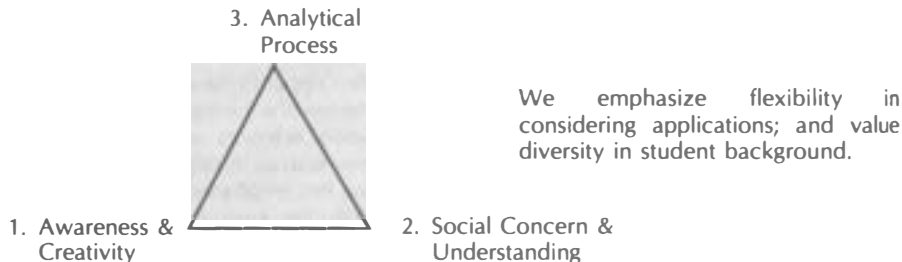 3. Analytical
Process
We emphasize flexibility in
considering applications; and value
diversity in student background.
1. Awareness &
Creativity
2. Social Concern &
Understanding